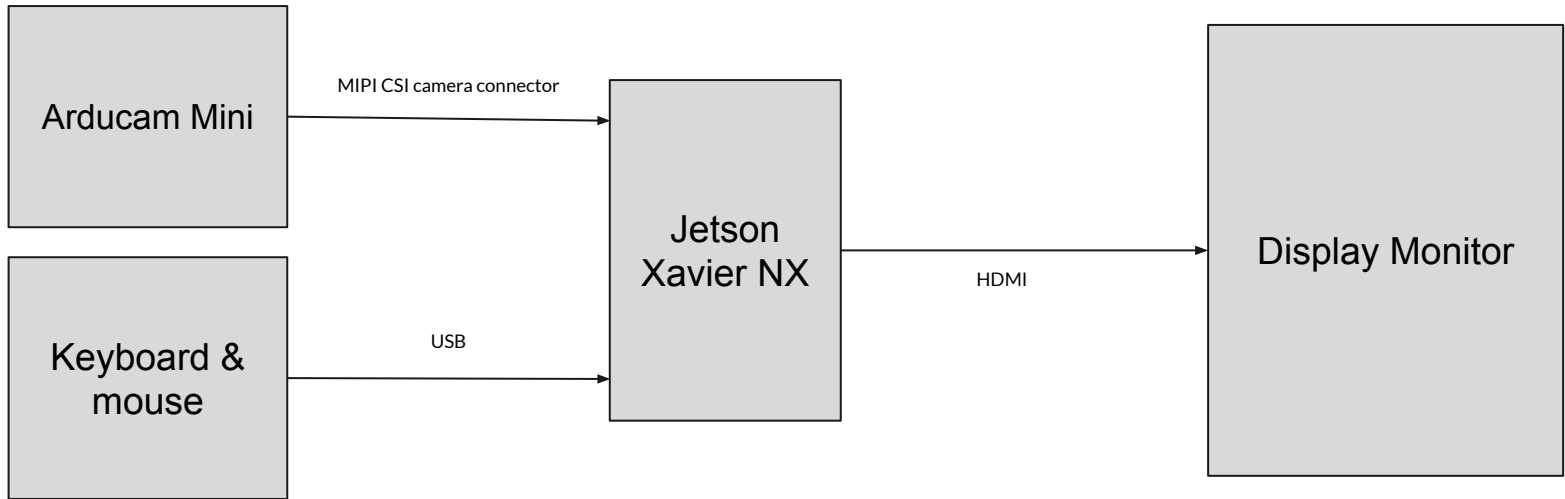 Arducam Mini
MIPI CSI camera connector
Keyboard &
mouse
USB
Jetson
Xavier NX
HDMI
Display Monitor